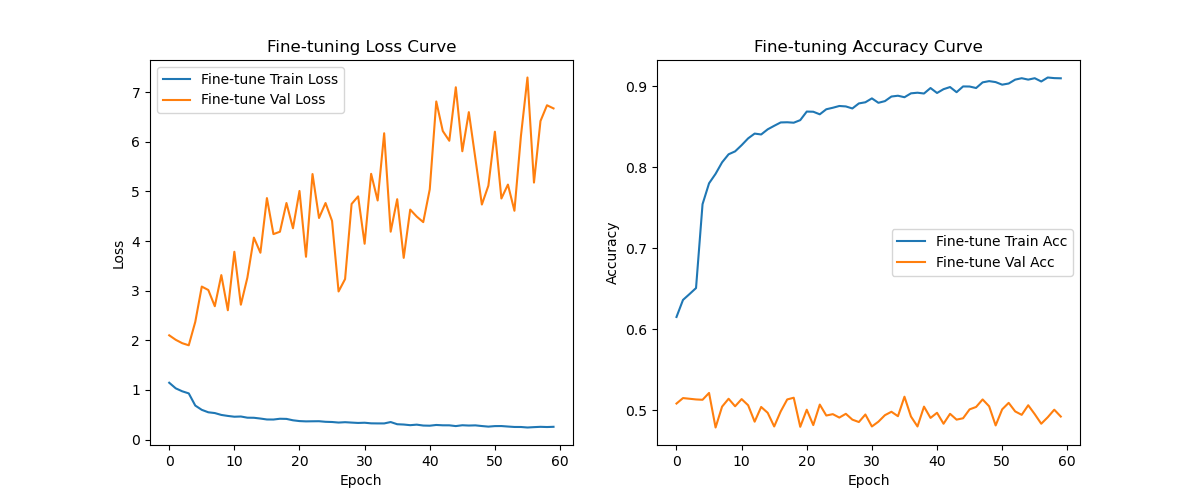 Fine-tuning Loss Curve
Fine-tune Train Loss
Fine-tune Val Loss
7
6
5
4
3
2
1
0
Loss
0 10 20 30 40 50 60
Epoch
Fine-tuning Accuracy Curve
0.9
0.8
0.7
0.6
0.5
Accuracy
Fine-tune Train Acc
Fine-tune Val Acc
0 10 20 30 40 50 60
Epoch